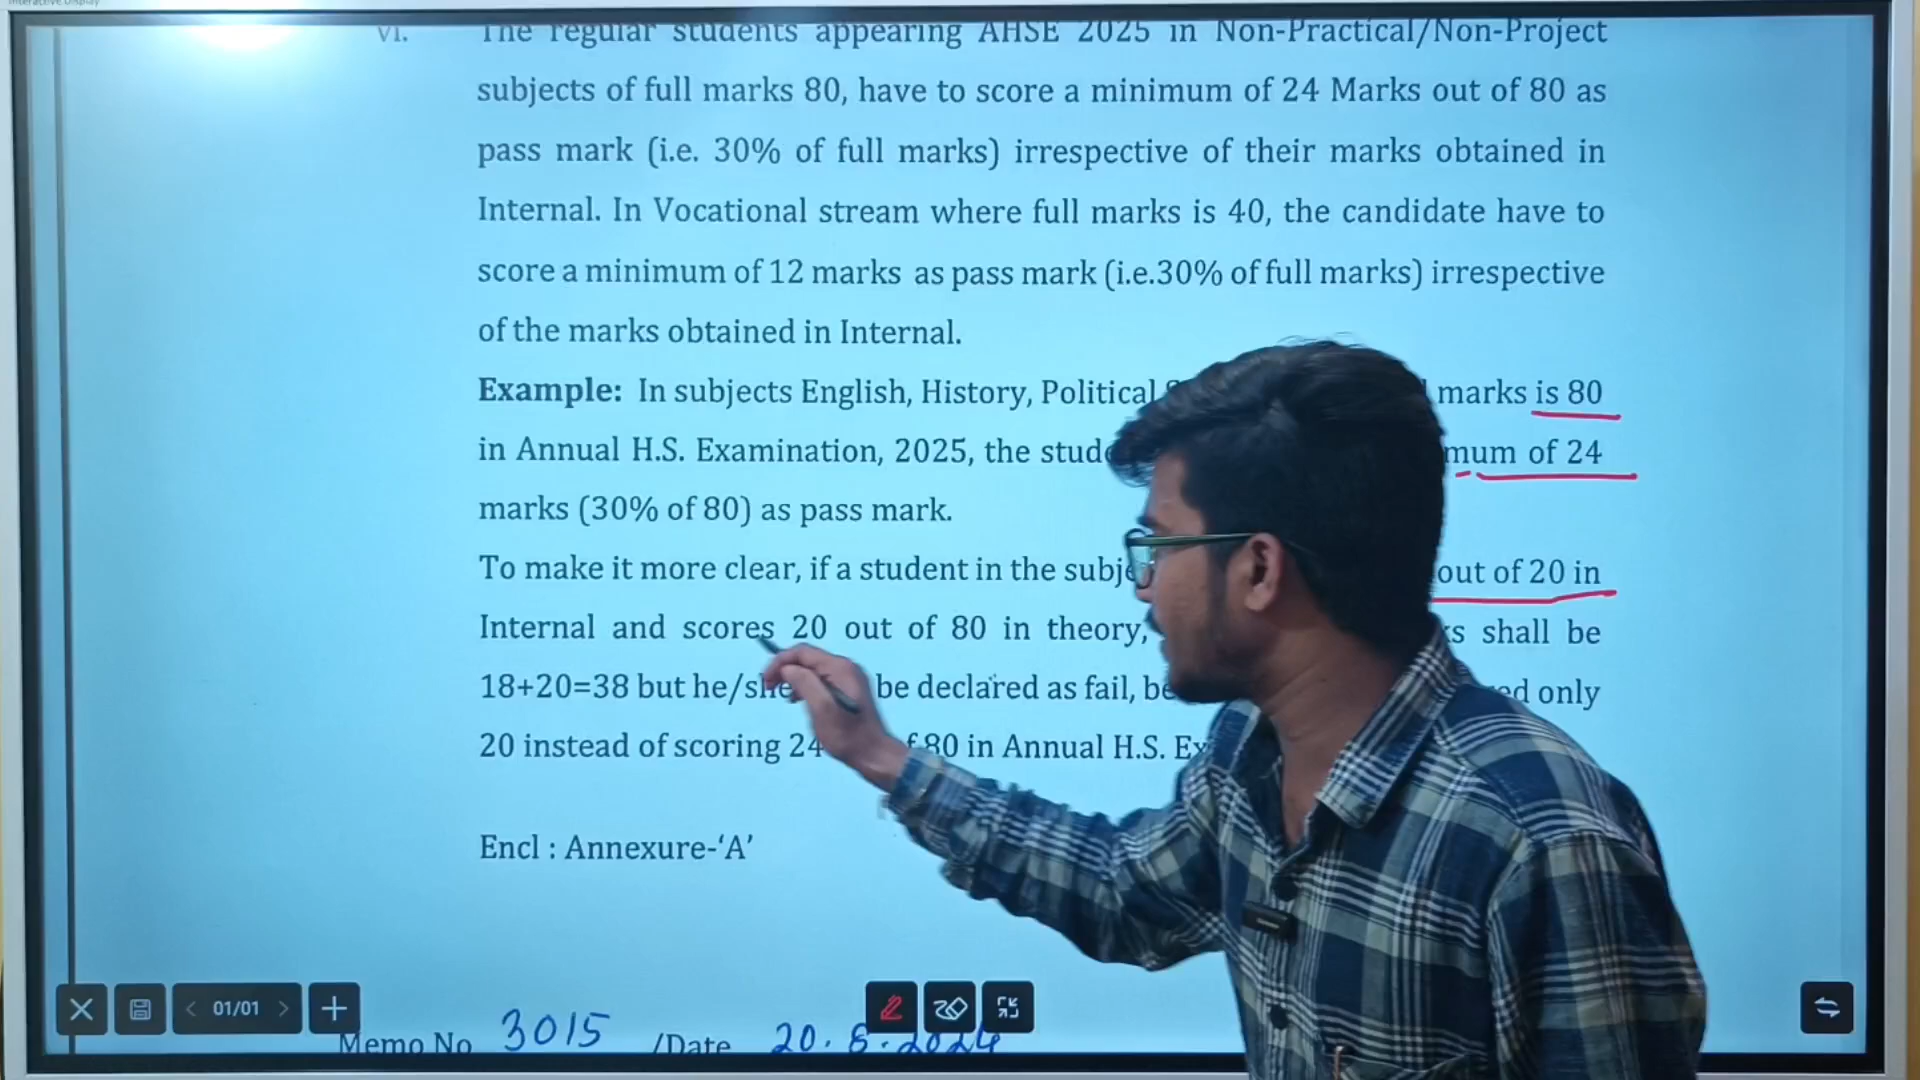 Interactive Display
vi. The regular students appearing AHSE 2025 in Non-Practical/Non-Project
subjects of full marks 80, have to score a minimum of 24 Marks out of 80 as
pass mark (i.e. 30% of full marks) irrespective of their marks obtained in
Internal. In Vocational stream where full marks is 40, the candidate have to
score a minimum of 12 marks as pass mark (i.e.30% of full marks) irrespective
of the marks obtained in Internal.
Example: In subjects English, History, Political marks is 80
in Annual H.S. Examination, 2025, the stude mum of 24
marks (30% of 80) as pass mark.
To make it more clear, if a student in the subje out of 20 in
Internal and scores 20 out of 80 in theory, ks shall be
18+20=38 but he/she be declared as fail, be ed only
20 instead of scoring 24 f 80 in Annual H.S. Ex
Encl : Annexure-‘A’
01/01
Memo No 3015 /Date 20.8.2024